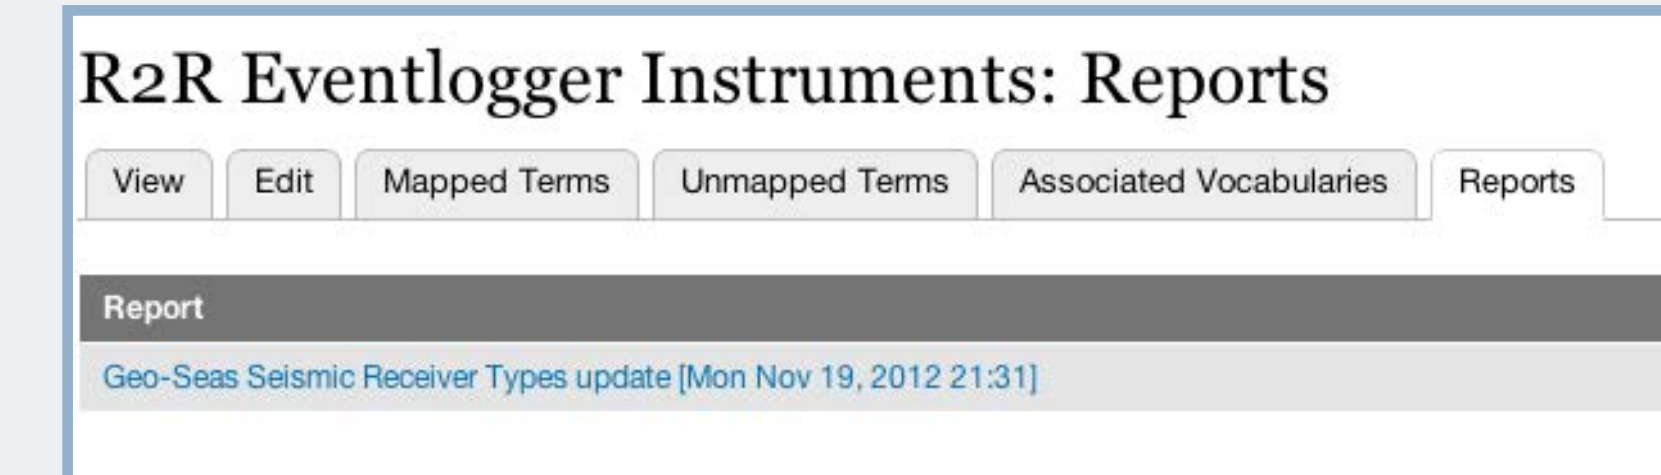 R2R Eventlogger Instruments: Reports
View Edit Mapped Terms Unmapped Terms Associated Vocabularies Reports
Report
Geo-Seas Seismic Receiver Types update [Mon Nov 19, 2012 21:31]